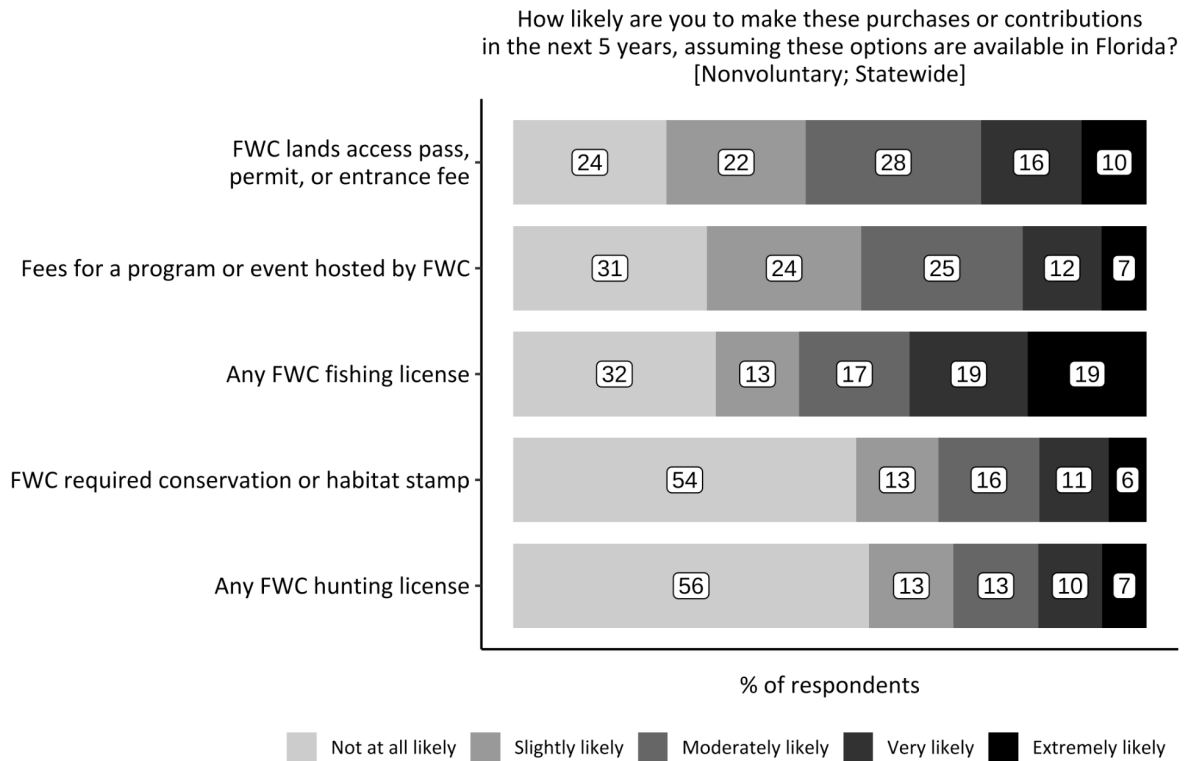 How likely are you to make these purchases or contributions
in the next 5 years, assuming these options are available in Florida?
[Nonvoluntary; Statewide]
FWC lands access pass,
permit, or entrance fee
24 22 28 16 10
Fees for a program or event hosted by FWC
31 24 25 12 7
Any FWC fishing license
32 13 17 19 19
FWC required conservation or habitat stamp
54 13 16 11 6
Any FWC hunting license
56 13 13 10 7
% of respondents
Not at all likely Slightly likely Moderately likely Very likely Extremely likely